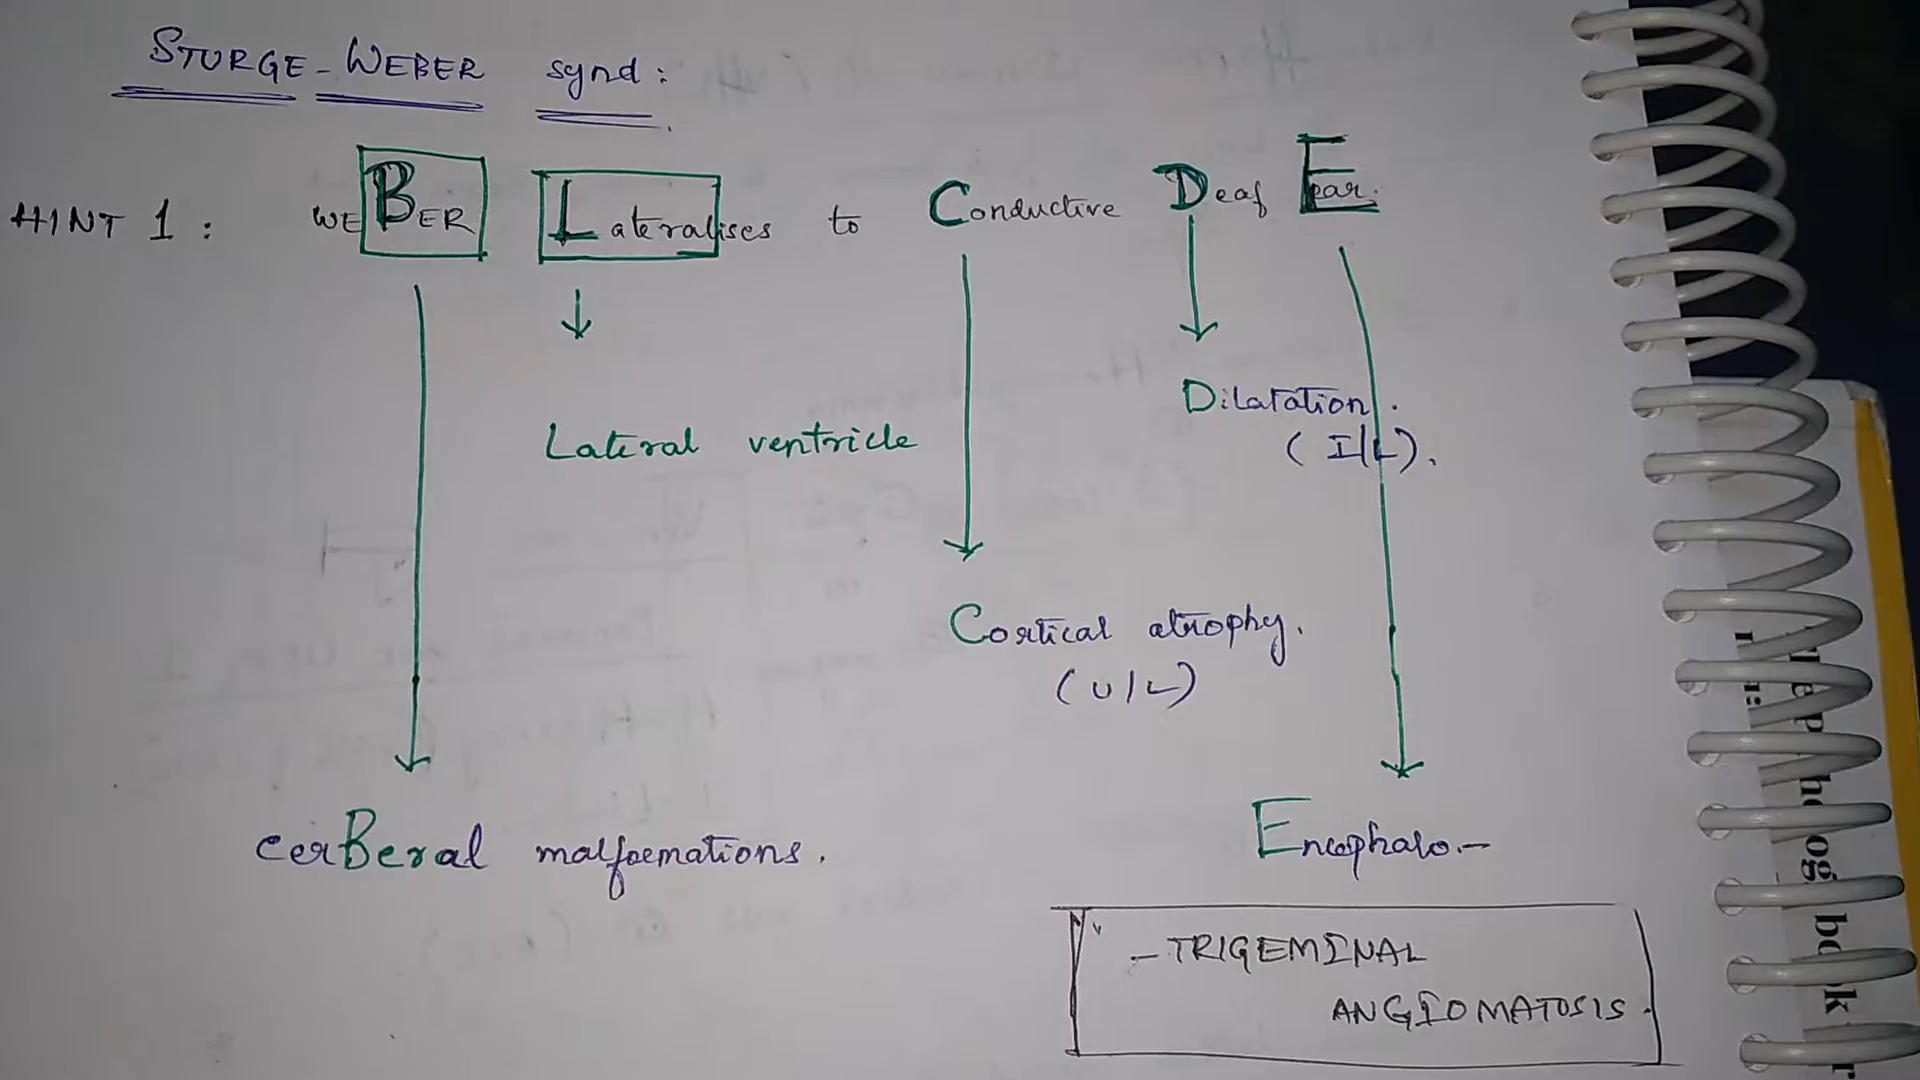 STURGE-WEBER synd:
HINT 1: WEBER Lateralises to Conductive Deaf Ear.
Lateral ventricle
Dilatation.
(I/L).
Cortical atrophy.
(U/L)
cerBeral malformations.
Encephalo-
- TRIGEMINAL
ANGIOMATOSIS.